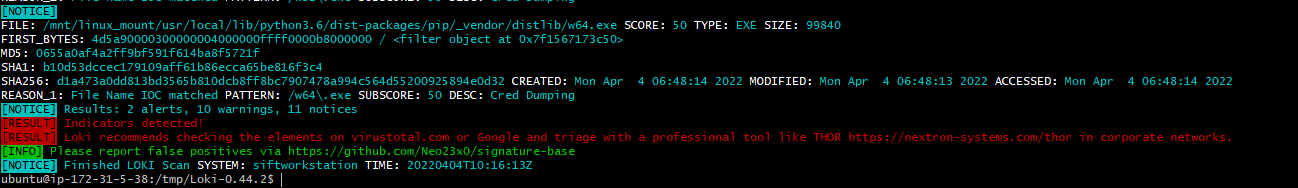 [NOTICE]
FILE: /mnt/linux_mount/usr/local/lib/python3.6/dist-packages/pip/_vendor/distlib/w64.exe SCORE: 50 TYPE: EXE SIZE: 99840
FIRST_BYTES: 4d5a90000300000004000000ffff0000b8000000 / <filter object at 0x7f1567173c50>
MD5: 0655a0af4a2ff9bf591f614ba8f5721f
SHA1: b10d53dccec179109aff61b86ecca65be816f3c4
SHA256: d1a473a0dd813bd3565b810dcb8ff8bc7907478a994c564d55200925894e0d32 CREATED: Mon Apr  4 06:48:14 2022 MODIFIED: Mon Apr  4 06:48:13 2022 ACCESSED: Mon Apr  4 06:48:14 2022
REASON_1: File Name IOC matched PATTERN: /w64\.exe SUBSCORE: 50 DESC: Cred Dumping
[NOTICE] Results: 2 alerts, 10 warnings, 11 notices
[RESULT] Indicators detected!
[RESULT] Loki recommends checking the elements on virustotal.com or Google and triage with a professional tool like THOR https://nextron-systems.com/thor in corporate networks.
[INFO] Please report false positives via https://github.com/Neo23x0/signature-base
[NOTICE] Finished LOKI Scan SYSTEM: siftworkstation TIME: 20220404T10:16:13Z
ubuntu@ip-172-31-5-38:/tmp/Loki-0.44.2$